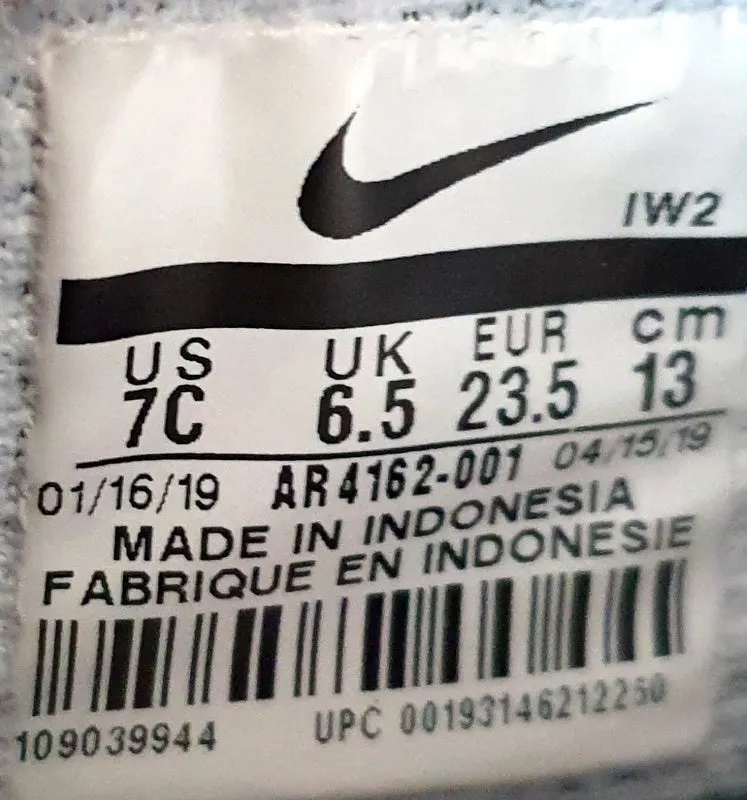 IW2
US UK EUR cm
7C 6.5 23.5 13
01/16/19 AR4162-001 04/15/19
MADE IN INDONESIA
FABRIQUE EN INDONESIE
109039944 UPC 00193146212250